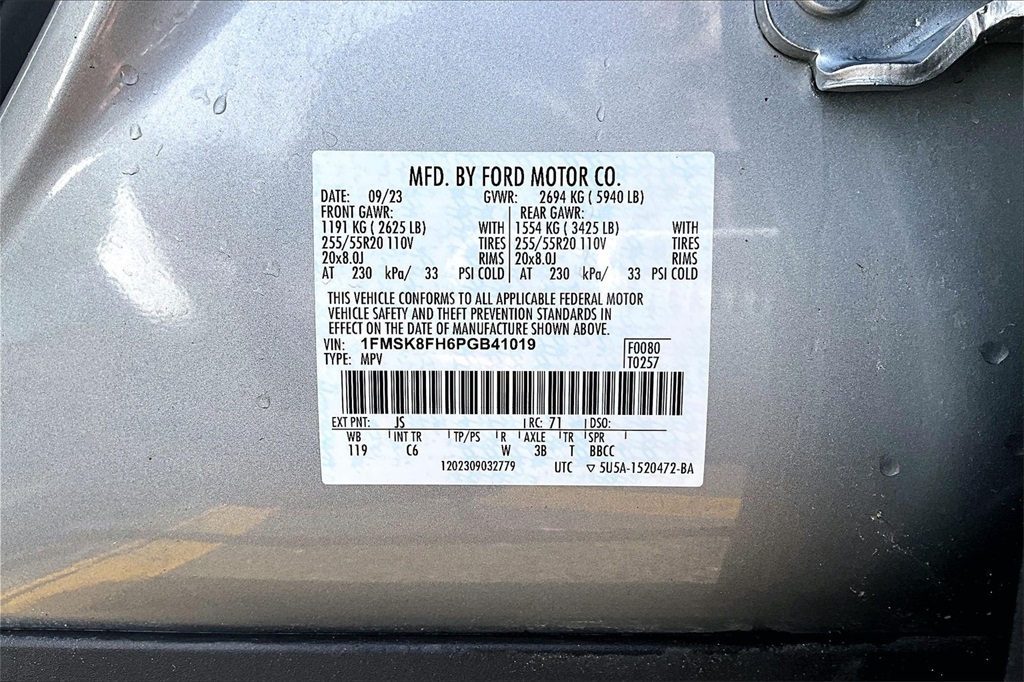 MFD. BY FORD MOTOR CO.
DATE: 09/23 GVWR: 2694 KG ( 5940 LB)
FRONT GAWR: REAR GAWR:
1191 KG ( 2625 LB) WITH 1554 KG ( 3425 LB) WITH
255/55R20 110V TIRES 255/55R20 110V TIRES
20x8.0J RIMS 20x8.0J RIMS
AT 230 kPa/ 33 PSI COLD AT 230 kPa/ 33 PSI COLD
THIS VEHICLE CONFORMS TO ALL APPLICABLE FEDERAL MOTOR
VEHICLE SAFETY AND THEFT PREVENTION STANDARDS IN
EFFECT ON THE DATE OF MANUFACTURE SHOWN ABOVE.
VIN: 1FMSK8FH6PGB41019 F0080
TYPE: MPV T0257
EXT PNT: JS RC: 71 DSO:
WB INT TR TP/PS R AXLE TR SPR
119 C6 W 3B T BBCC
1202309032779 UTC ▽ 5U5A-1520472-BA